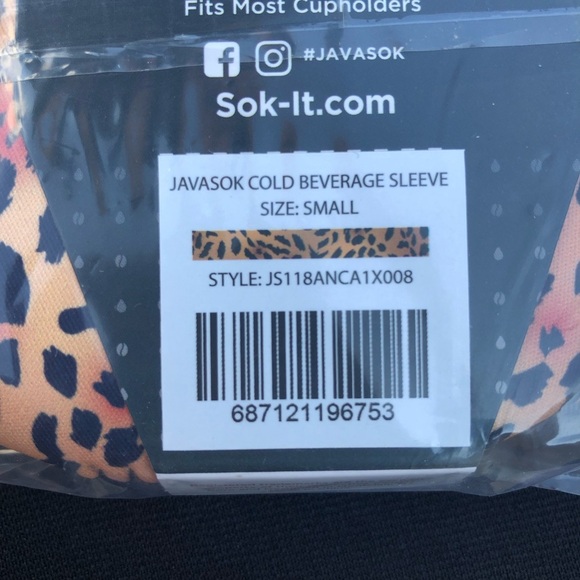 Fits Most Cupholders
#JAVASOK
Sok-It.com
JAVASOK COLD BEVERAGE SLEEVE
SIZE: SMALL
STYLE: JS118ANCA1X008
687121196753